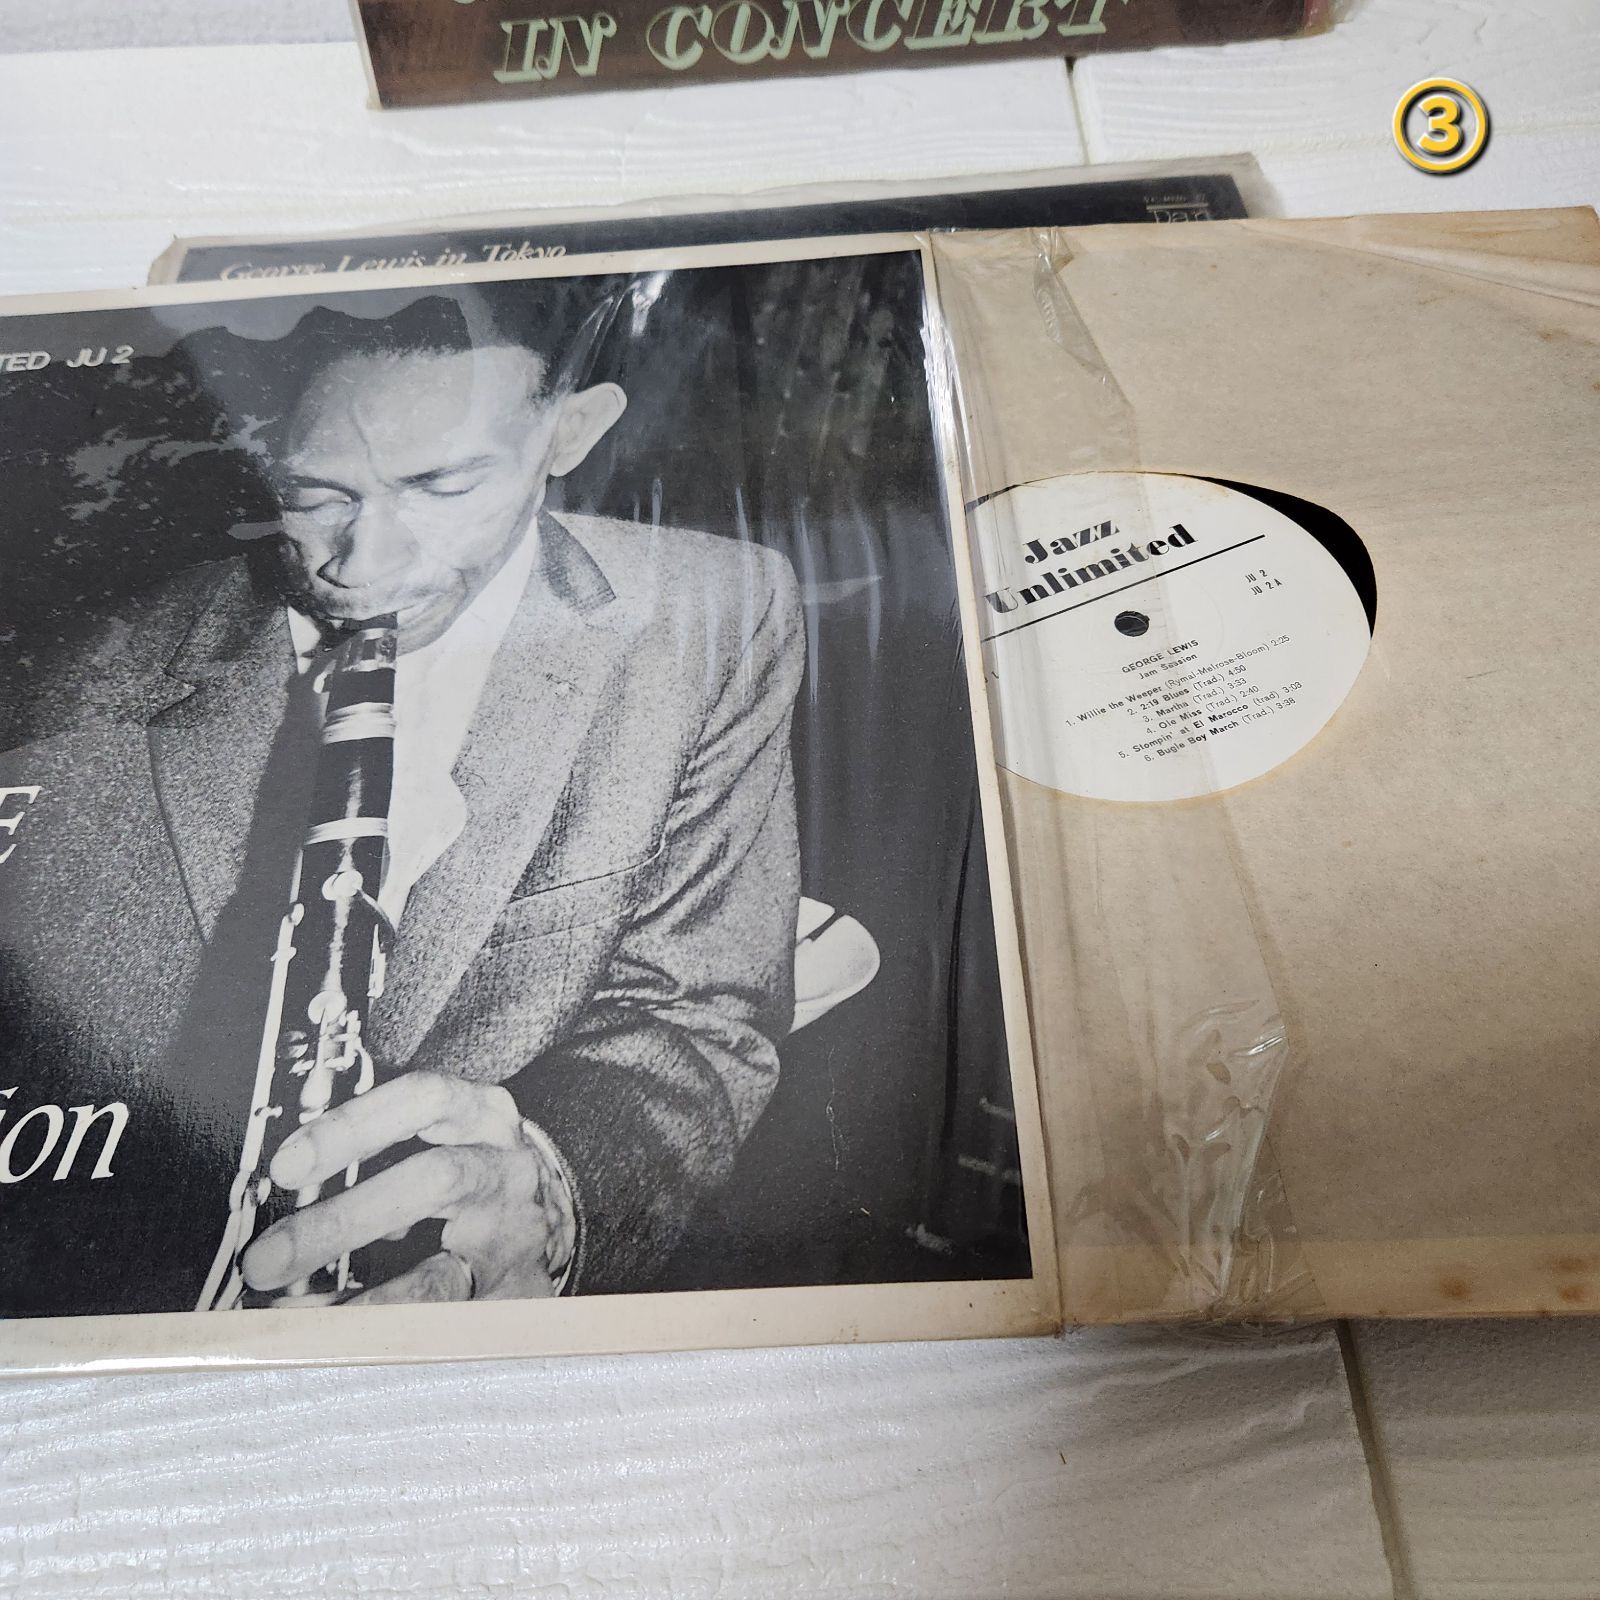 IN CONCERT
3
Dan
George Lewis in Tokyo
TED JU 2
E
ion
Jazz
Unlimited
JU 2
JU 2 A
GEORGE LEWIS
Jam Session
1. Willie the Weeper (Rymal-Melrose-Bloom) 2:25
2. 2:19 Blues (Trad.) 4:50
3. Martha (Trad.) 3:33
4. Ole Miss (Trad.) 2:40
5. Stompin' at El Marocco (trad) 3:03
6. Bugle Boy March (Trad.) 3:38